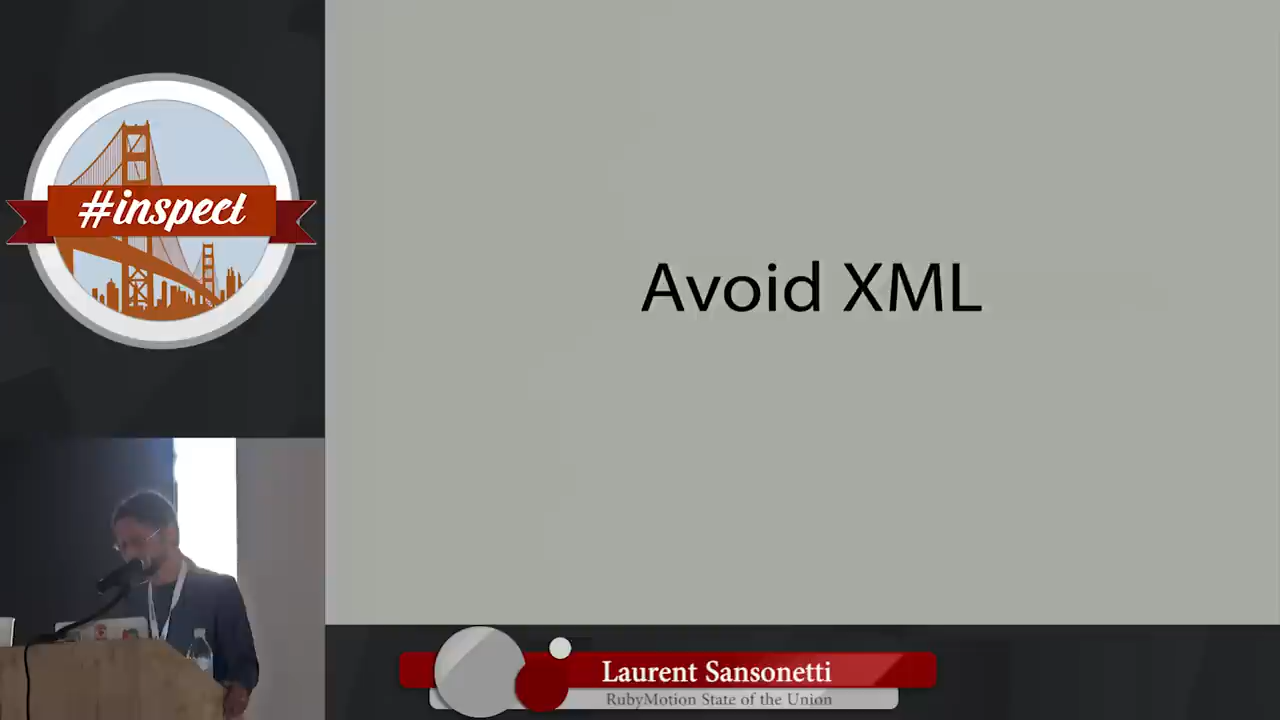 #inspect
Avoid XML
Laurent Sansonetti
RubyMotion State of the Union